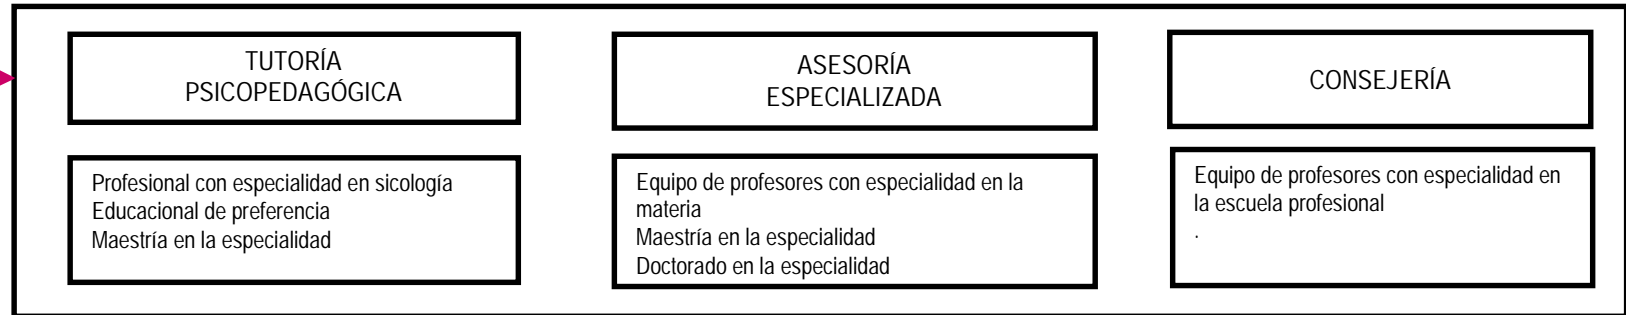 TUTORÍA
PSICOPEDAGÓGICA
Profesional con especialidad en sicología
Educacional de preferencia
Maestría en la especialidad
ASESORÍA
ESPECIALIZADA
Equipo de profesores con especialidad en la
materia
Maestría en la especialidad
Doctorado en la especialidad
CONSEJERÍA
Equipo de profesores con especialidad en
la escuela profesional
.